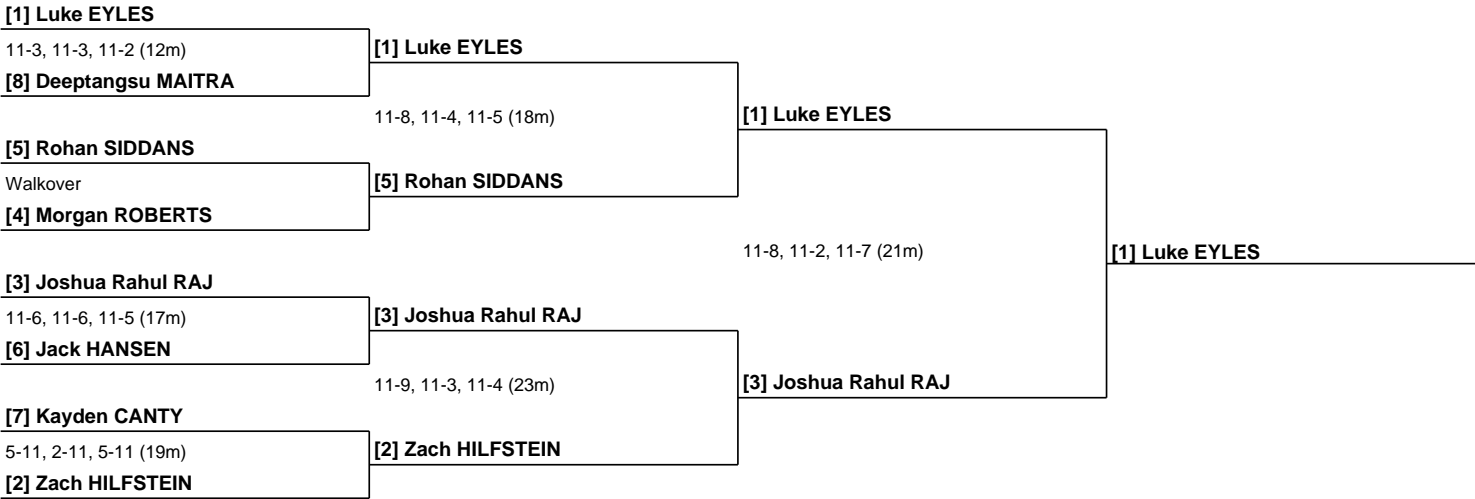 [1] Luke EYLES
11-3, 11-3, 11-2 (12m)
[1] Luke EYLES
[8] Deeptangsu MAITRA
11-8, 11-4, 11-5 (18m)
[1] Luke EYLES
[5] Rohan SIDDANS
Walkover
[5] Rohan SIDDANS
[4] Morgan ROBERTS
11-8, 11-2, 11-7 (21m)
[1] Luke EYLES
[3] Joshua Rahul RAJ
11-6, 11-6, 11-5 (17m)
[3] Joshua Rahul RAJ
[6] Jack HANSEN
11-9, 11-3, 11-4 (23m)
[3] Joshua Rahul RAJ
[7] Kayden CANTY
5-11, 2-11, 5-11 (19m)
[2] Zach HILFSTEIN
[2] Zach HILFSTEIN